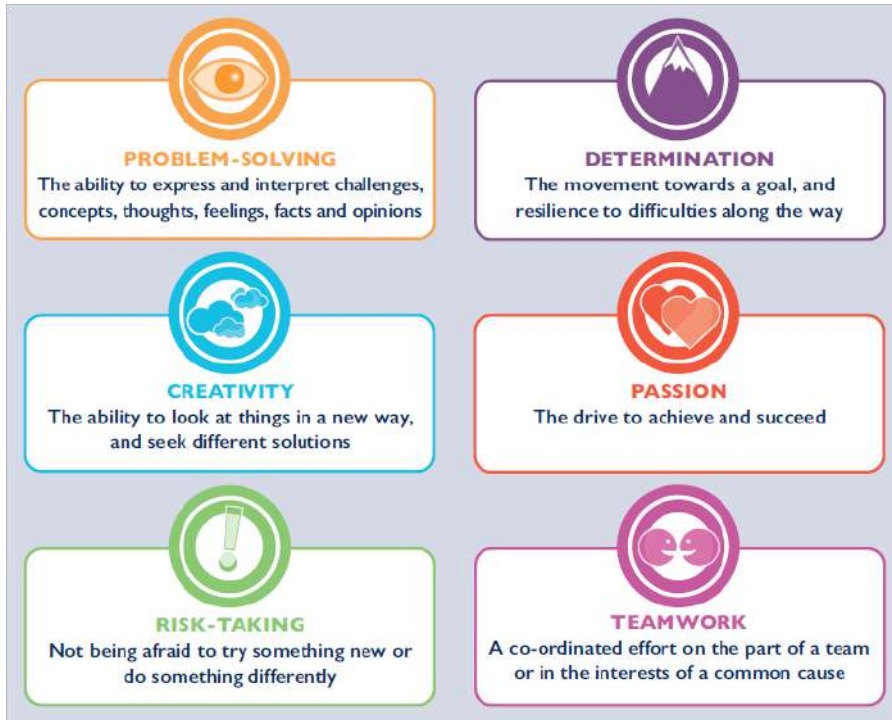 PROBLEM-SOLVING
The ability to express and interpret challenges,
concepts, thoughts, feelings, facts and opinions
DETERMINATION
The movement towards a goal, and
resilience to difficulties along the way
CREATIVITY
The ability to look at things in a new way,
and seek different solutions
PASSION
The drive to achieve and succeed
RISK-TAKING
Not being afraid to try something new or
do something differently
TEAMWORK
A co-ordinated effort on the part of a team
or in the interests of a common cause